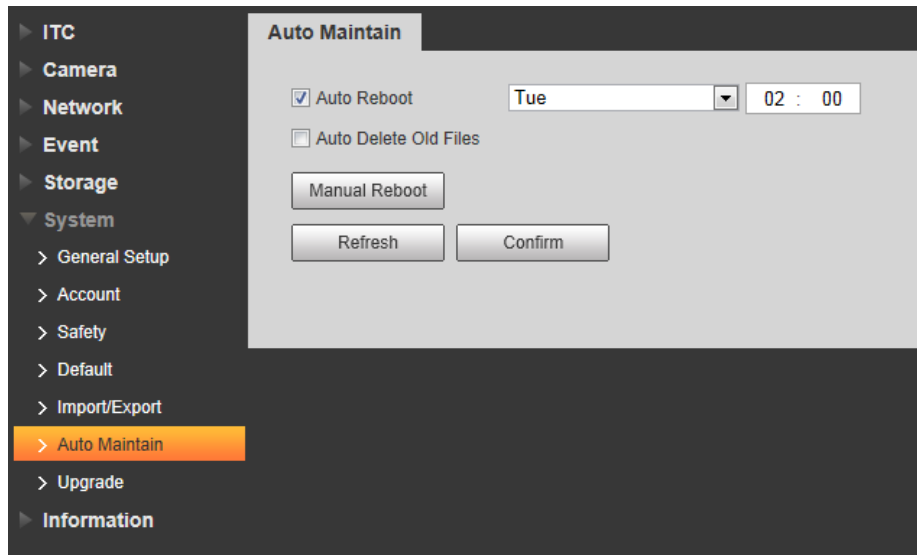 ITC
Camera
Network
Event
Storage
System
General Setup
Account
Safety
Default
Import/Export
Auto Maintain
Upgrade
Information
Auto Maintain
Auto Reboot Tue 02 : 00
Auto Delete Old Files
Manual Reboot
Refresh Confirm